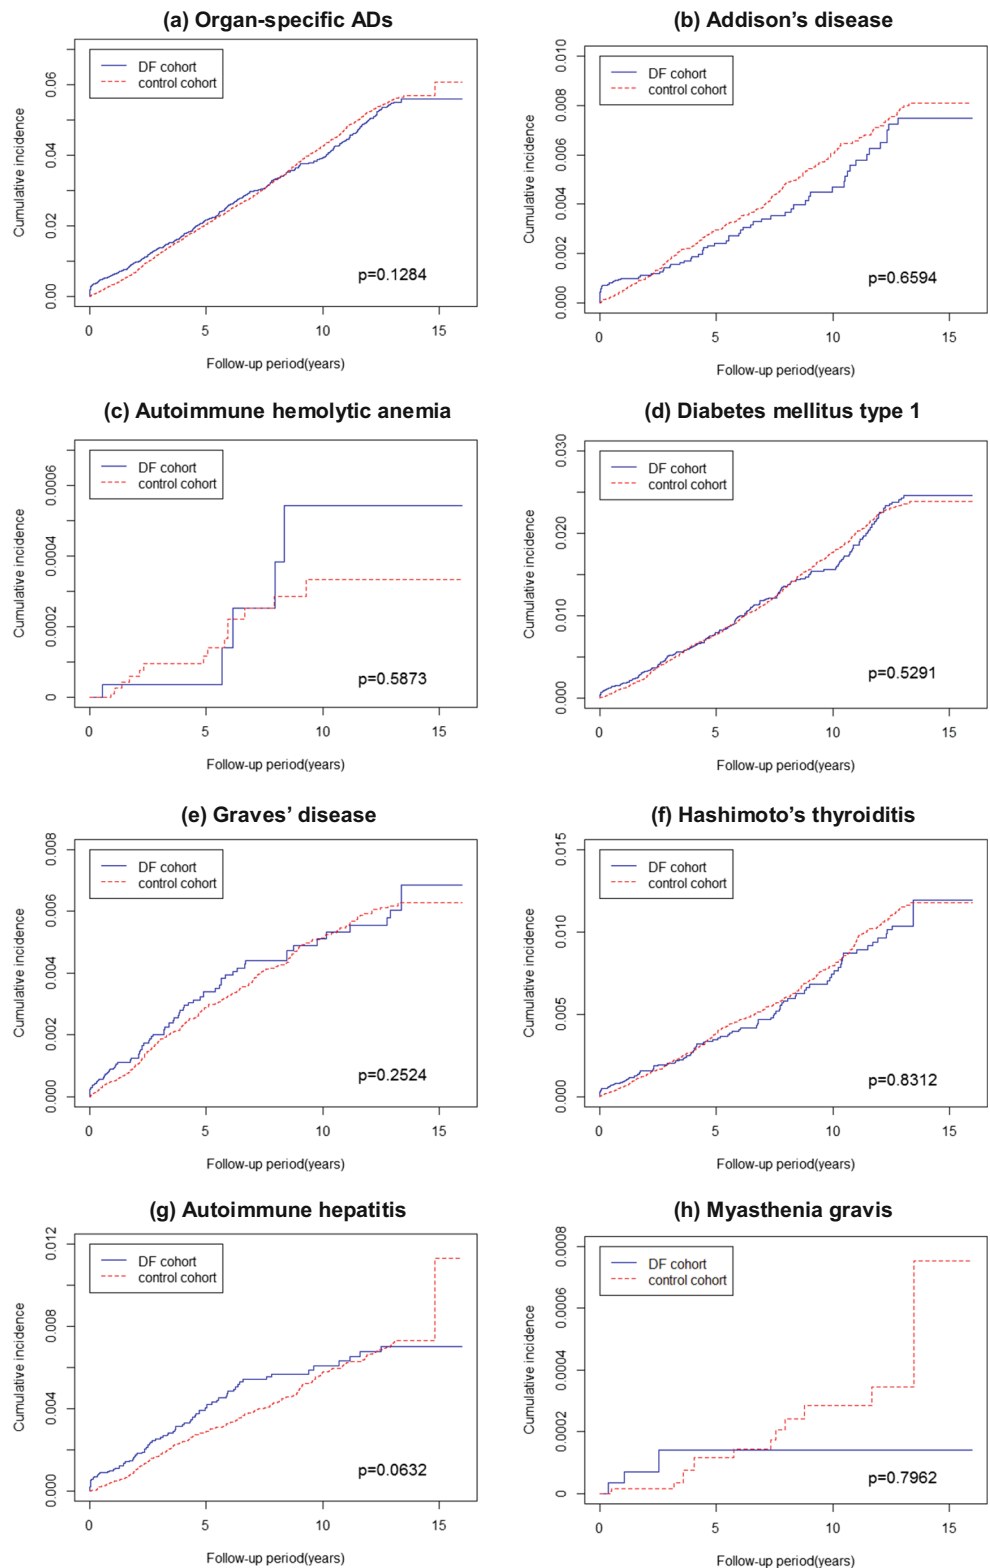 (a) Organ-specific ADs
DF cohort
control cohort
Cumulative incidence
0.06
0.04
0.02
0.00
p=0.1284
0 5 10 15
Follow-up period(years)
(b) Addison's disease
DF cohort
control cohort
Cumulative incidence
0.010
0.008
0.006
0.004
0.002
0.000
p=0.6594
0 5 10 15
Follow-up period(years)
(c) Autoimmune hemolytic anemia
DF cohort
control cohort
Cumulative incidence
0.0006
0.0004
0.0002
0
p=0.5873
0 5 10 15
Follow-up period(years)
(d) Diabetes mellitus type 1
DF cohort
control cohort
Cumulative incidence
0.030
0.020
0.010
0.000
p=0.5291
0 5 10 15
Follow-up period(years)
(e) Graves' disease
DF cohort
control cohort
Cumulative incidence
0.008
0.006
0.004
0.002
0.000
p=0.2524
0 5 10 15
Follow-up period(years)
(f) Hashimoto's thyroiditis
DF cohort
control cohort
Cumulative incidence
0.015
0.010
0.005
0.000
p=0.8312
0 5 10 15
Follow-up period(years)
(g) Autoimmune hepatitis
DF cohort
control cohort
Cumulative incidence
0.012
0.008
0.004
0.000
p=0.0632
0 5 10 15
Follow-up period(years)
(h) Myasthenia gravis
DF cohort
control cohort
Cumulative incidence
0.0008
0.0006
0.0004
0.0002
0
p=0.7962
0 5 10 15
Follow-up period(years)